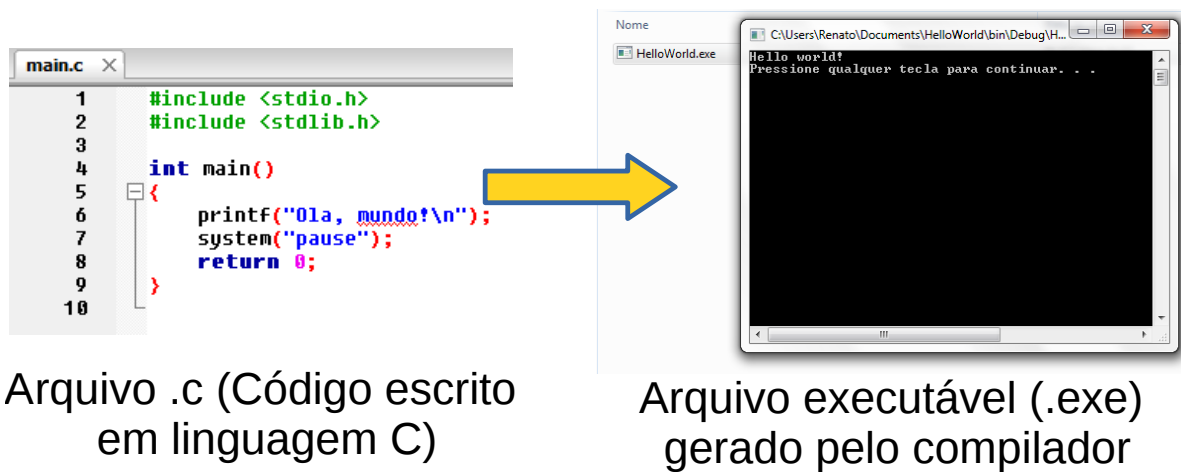 main.c
1 #include <stdio.h>
2 #include <stdlib.h>
3
4 int main()
5 {
6 printf("Ola, mundo!\n");
7 system("pause");
8 return 0;
9 }
10
Arquivo .c (Código escrito
em linguagem C)
Nome
HelloWorld.exe
C:\Users\Renato\Documents\HelloWorld\bin\Debug\H...
Hello world!
Pressione qualquer tecla para continuar. . .
Arquivo executável (.exe)
gerado pelo compilador